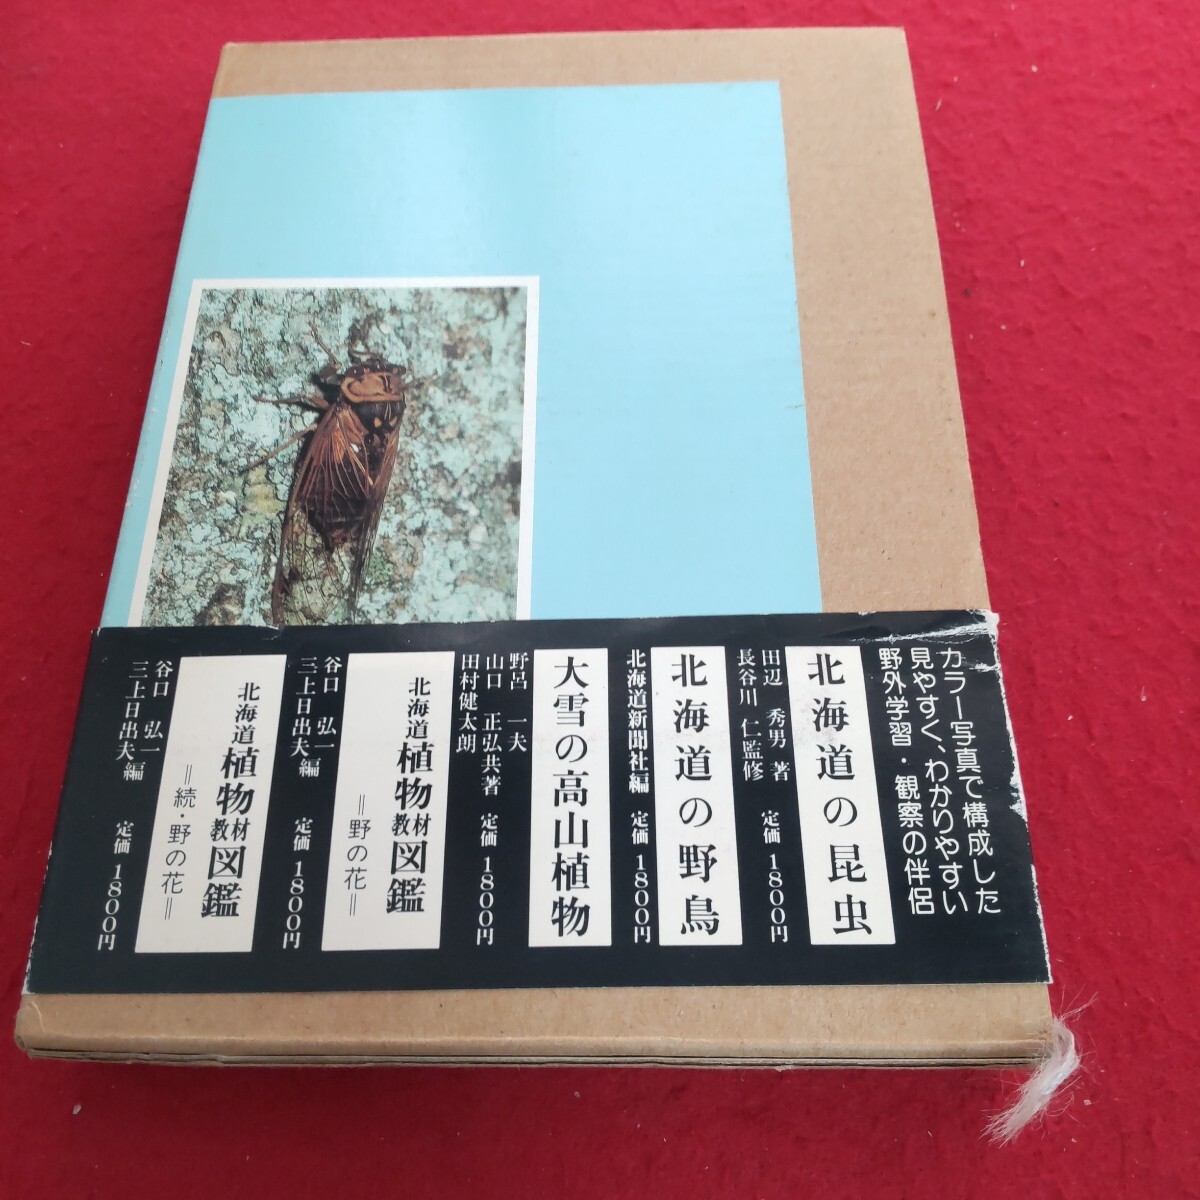 カラー写真で構成した
見やすく、わかりやすい
野外学習・観察の伴侶
北海道の昆虫
田辺 秀男 著
長谷川 仁監修
定価 1800円
北海道の野鳥
北海道新聞社編
定価 1800円
大雪の高山植物
野呂 一夫
山口 正弘共著
田村健太朗
定価 1800円
北海道植物教材図鑑
=野の花=
谷口 弘一
三上日出夫編
定価 1800円
北海道植物教材図鑑
=続・野の花=
谷口 弘一
三上日出夫編
定価 1800円